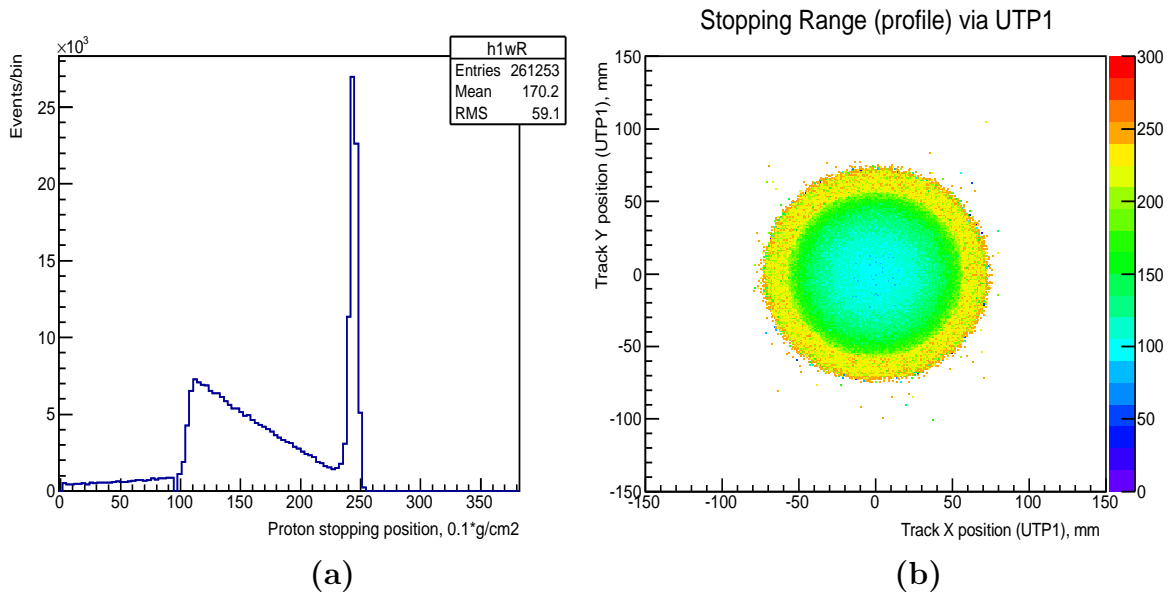 ×10³
Events/bin
h1wR
Entries 261253
Mean 170.2
RMS 59.1
25
20
15
10
5
0
0 50 100 150 200 250 300 350
Proton stopping position, 0.1*g/cm2
(a)
Stopping Range (profile) via UTP1
Track Y position (UTP1), mm
150
100
50
0
-50
-100
-150
-150 -100 -50 0 50 100 150
Track X position (UTP1), mm
300
250
200
150
100
50
0
(b)